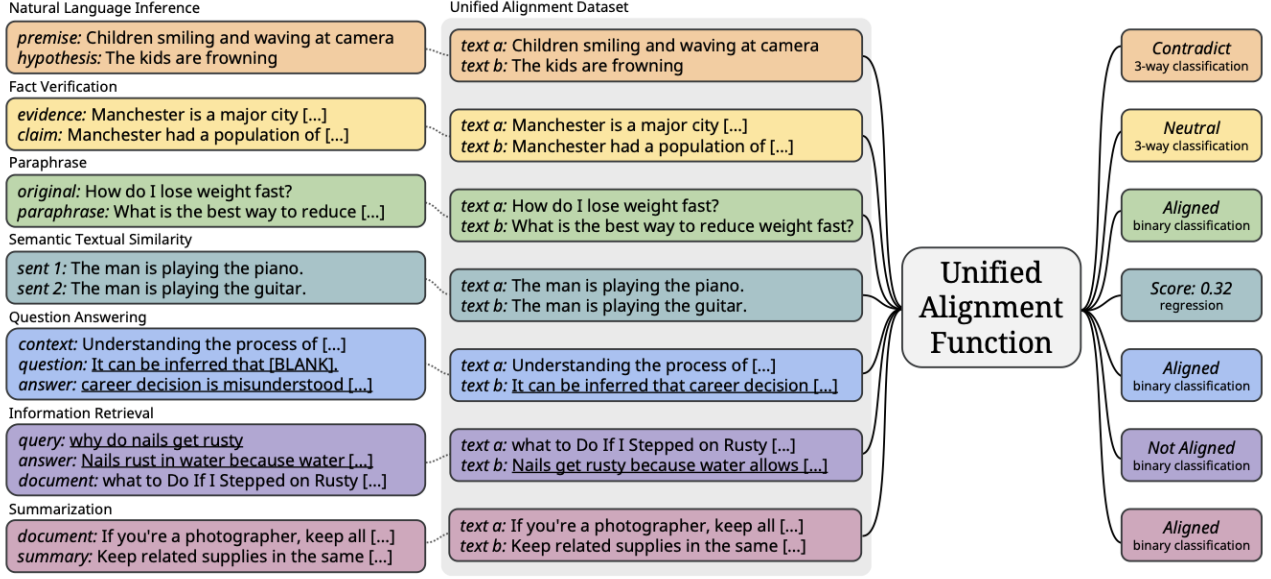 Natural Language Inference
premise: Children smiling and waving at camera
hypothesis: The kids are frowning
Fact Verification
evidence: Manchester is a major city [...]
claim: Manchester had a population of [...]
Paraphrase
original: How do I lose weight fast?
paraphrase: What is the best way to reduce [...]
Semantic Textual Similarity
sent 1: The man is playing the piano.
sent 2: The man is playing the guitar.
Question Answering
context: Understanding the process of [...]
question: It can be inferred that [BLANK].
answer: career decision is misunderstood [...]
Information Retrieval
query: why do nails get rusty
answer: Nails rust in water because water [...]
document: what to Do If I Stepped on Rusty [...]
Summarization
document: If you're a photographer, keep all [...]
summary: Keep related supplies in the same [...]
Unified Alignment Dataset
text a: Children smiling and waving at camera
text b: The kids are frowning
text a: Manchester is a major city [...]
text b: Manchester had a population of [...]
text a: How do I lose weight fast?
text b: What is the best way to reduce weight fast?
text a: The man is playing the piano.
text b: The man is playing the guitar.
text a: Understanding the process of [...]
text b: It can be inferred that career decision [...]
text a: what to Do If I Stepped on Rusty [...]
text b: Nails get rusty because water allows [...]
text a: If you're a photographer, keep all [...]
text b: Keep related supplies in the same [...]
Unified
Alignment
Function
Contradict
3-way classification
Neutral
3-way classification
Aligned
binary classification
Score: 0.32
regression
Aligned
binary classification
Not Aligned
binary classification
Aligned
binary classification